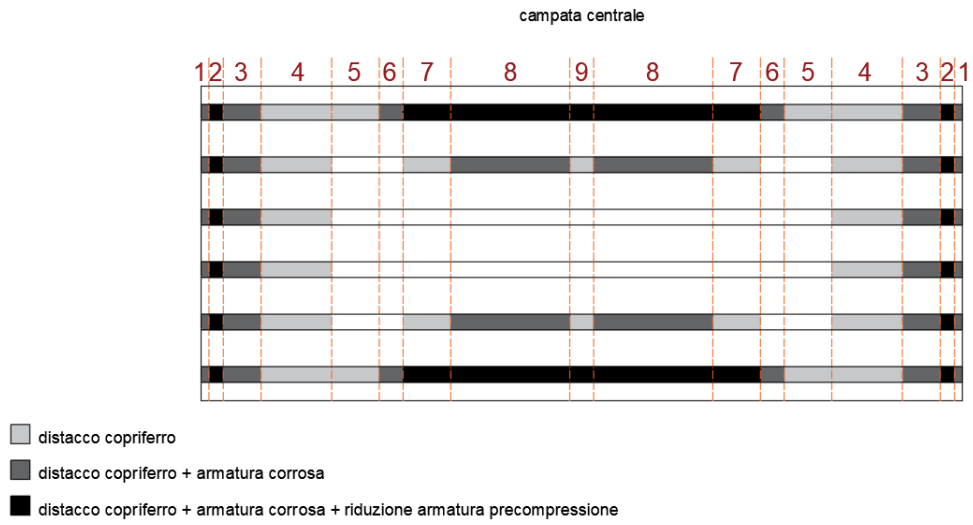 campata centrale
1 2 3 4 5 6 7 8 9 8 7 6 5 4 3 2 1
distacco copriferro
distacco copriferro + armatura corrosa
distacco copriferro + armatura corrosa + riduzione armatura precompressione